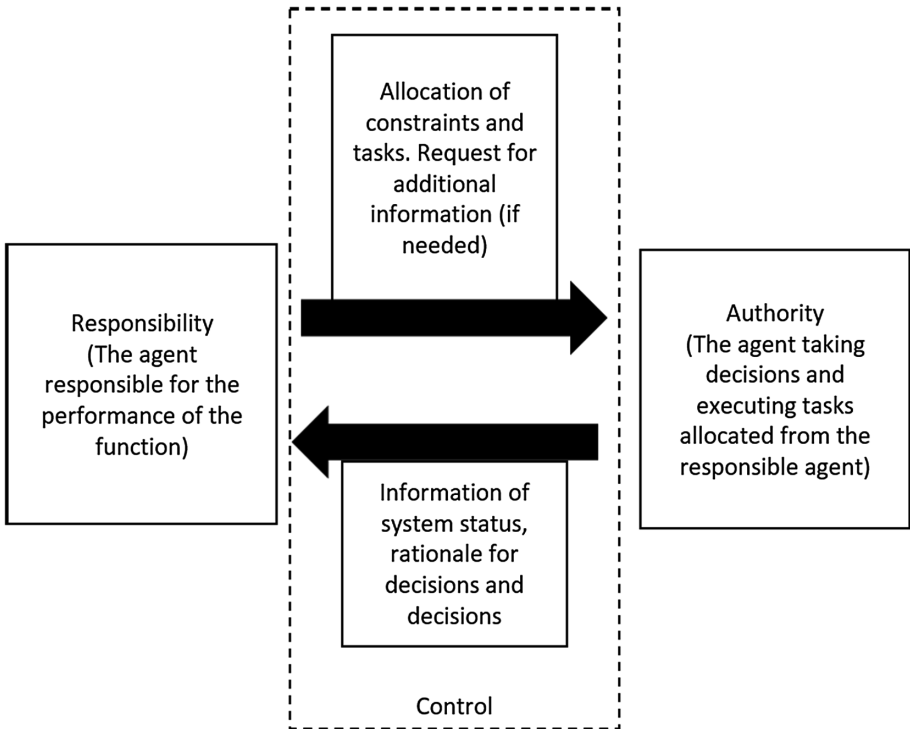 Allocation of
constraints and
tasks. Request for
additional
information (if
needed)
Responsibility
(The agent
responsible for the
performance of the
function)
Authority
(The agent taking
decisions and
executing tasks
allocated from the
responsible agent)
Information of
system status,
rationale for
decisions and
decisions
Control